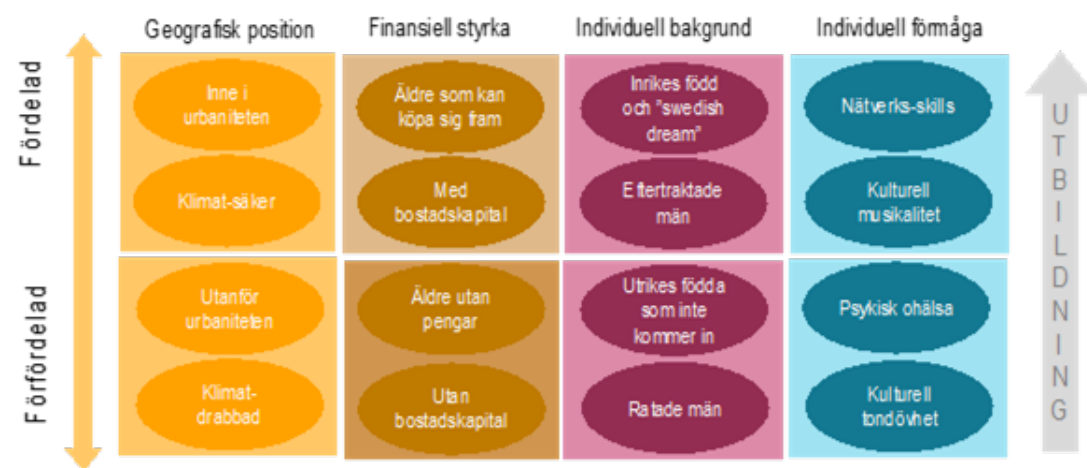 Geografisk position
Finansiell styrka
Individuell bakgrund
Individuell förmåga
Fördelad
Inne i
urbaniteten
Äldre som kan
köpa sig fram
Inrikes född
och "swedish
dream"
Nätverks-skills
Klimat-säker
Med
bostadskapital
Eftertraktade
män
Kulturell
musikalitet
Förfördelad
Utanför
urbaniteten
Äldre utan
pengar
Utrikes födda
som inte
kommer in
Psykisk ohälsa
Klimat-
drabbad
Utan
bostadskapital
Ratade män
Kulturell
tondövhet
UTBILDNING